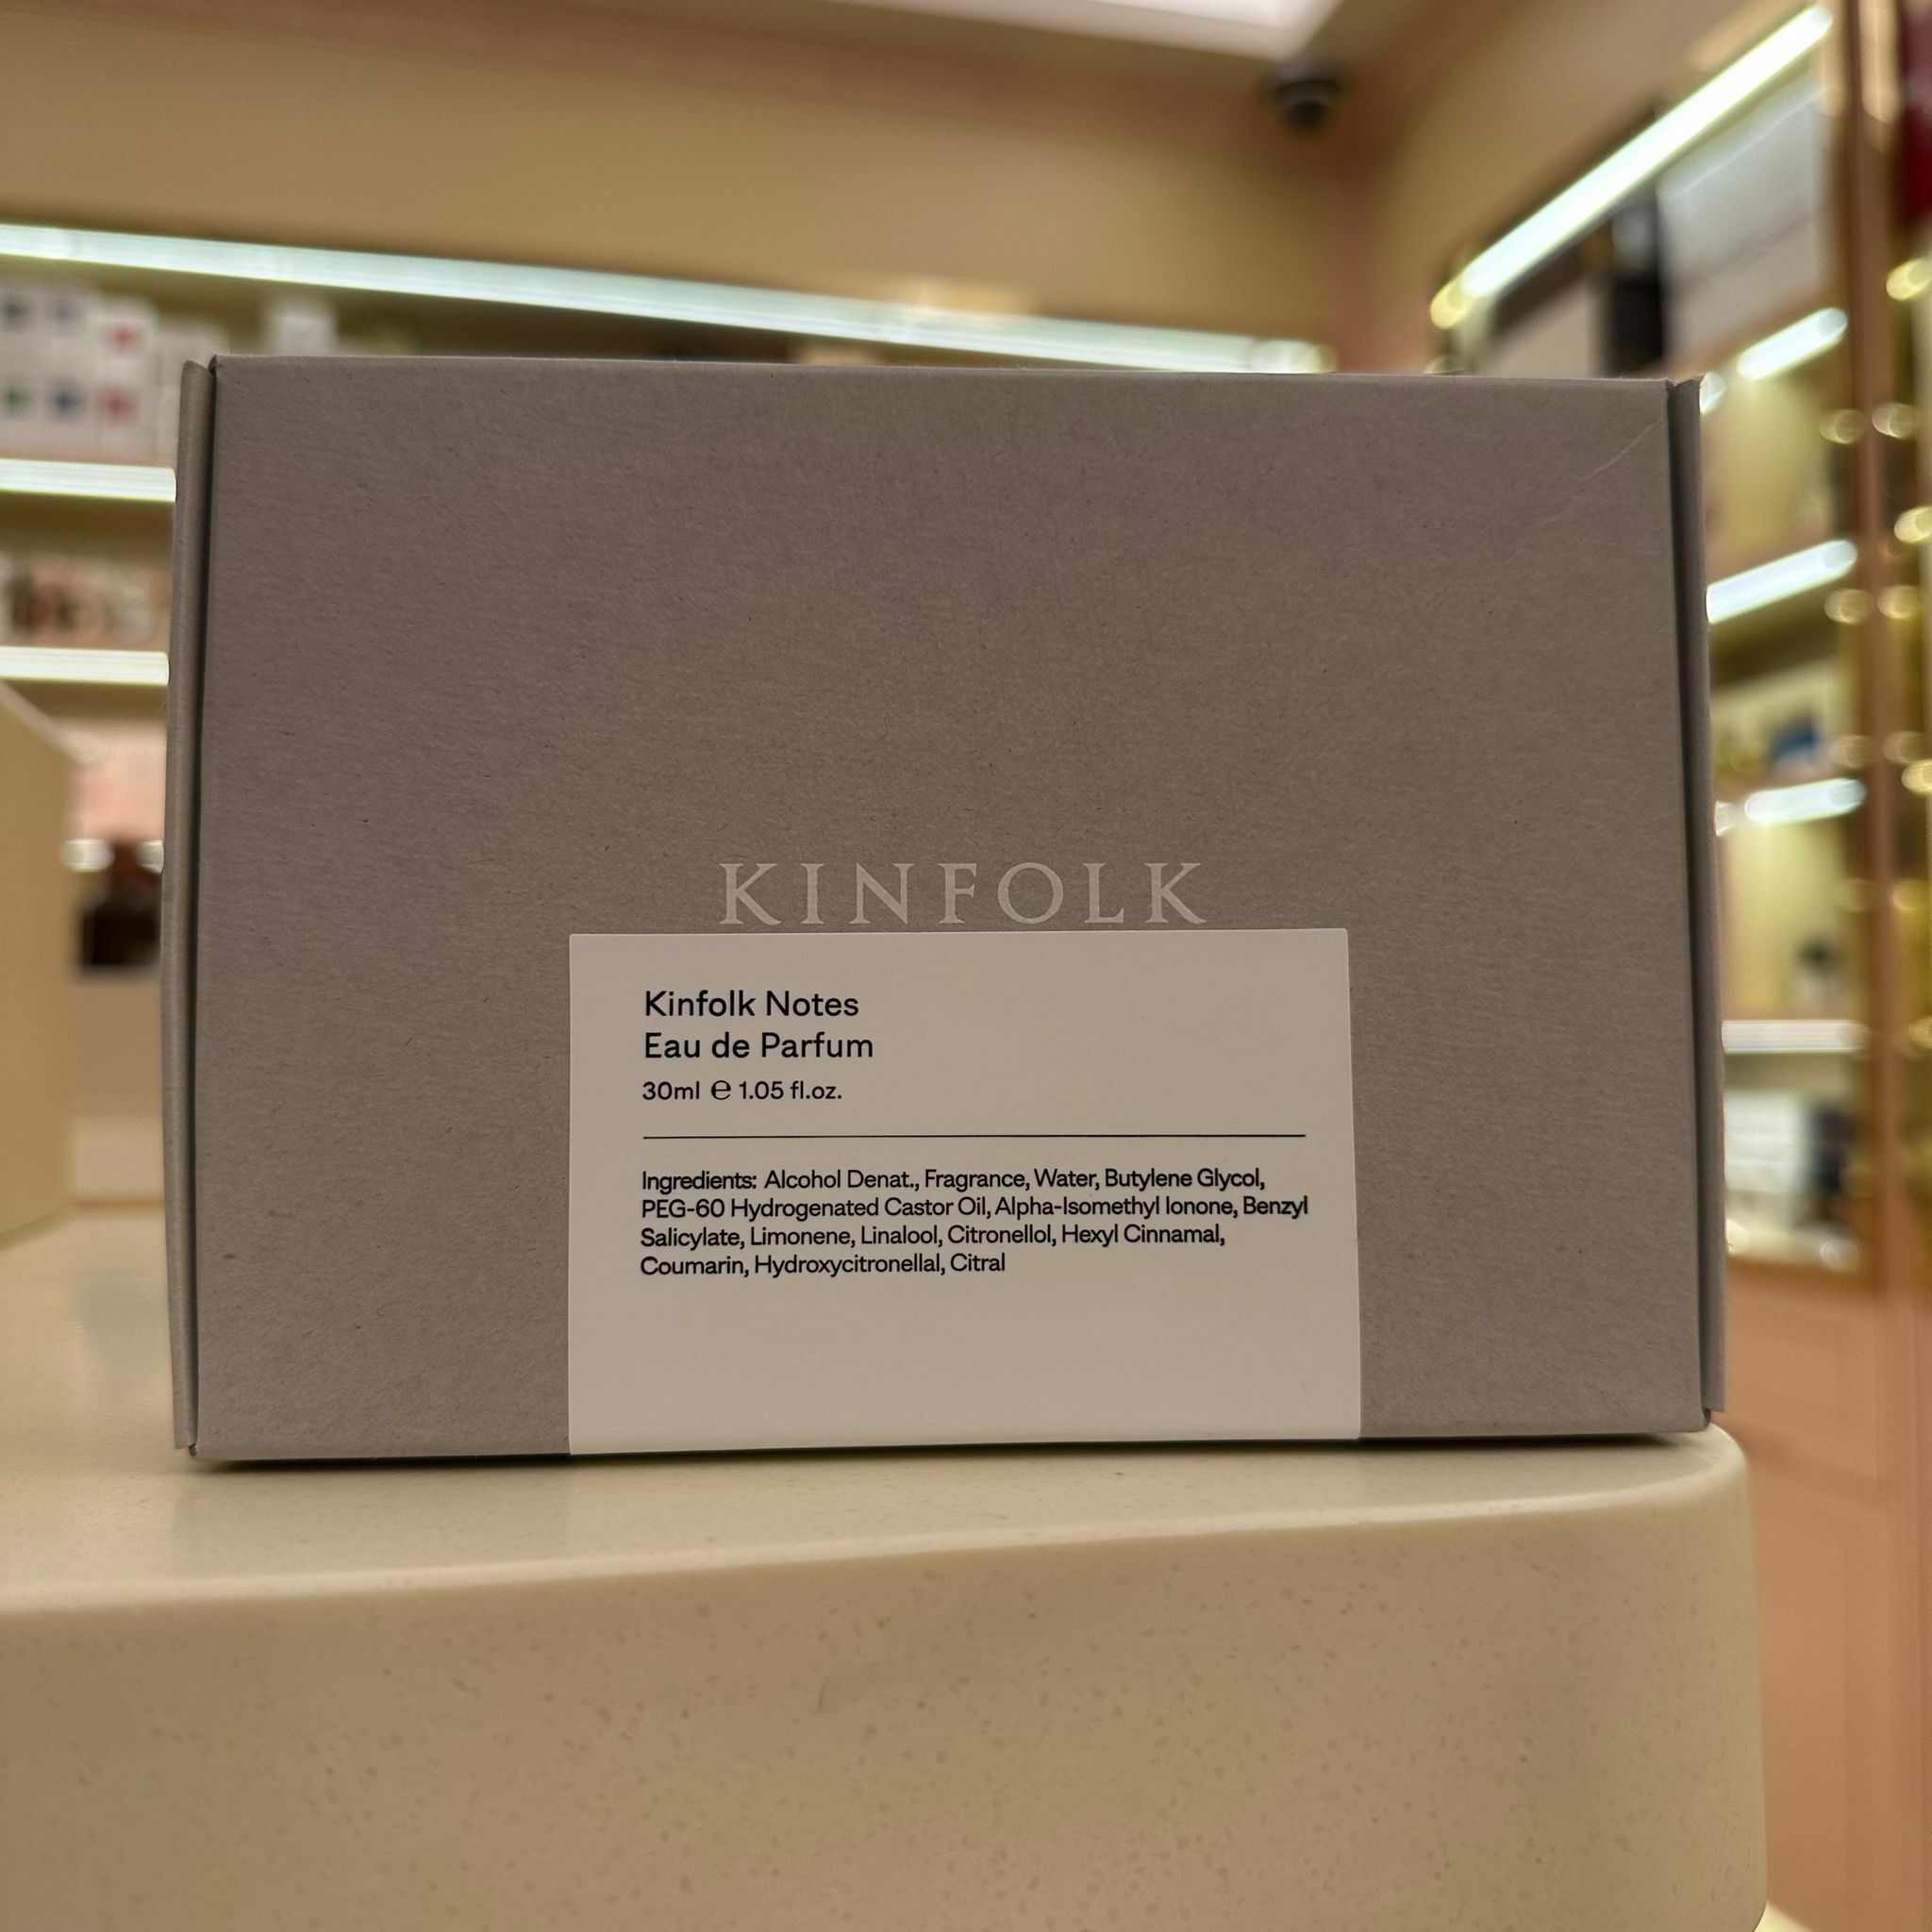 KINFOLK
Kinfolk Notes
Eau de Parfum
30ml ℮ 1.05 fl.oz.
Ingredients: Alcohol Denat., Fragrance, Water, Butylene Glycol,
PEG-60 Hydrogenated Castor Oil, Alpha-Isomethyl Ionone, Benzyl
Salicylate, Limonene, Linalool, Citronellol, Hexyl Cinnamal,
Coumarin, Hydroxycitronellal, Citral